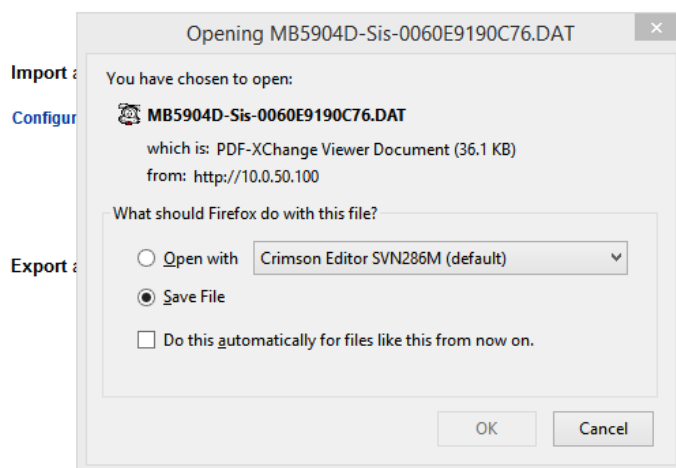 Opening MB5904D-Sis-0060E9190C76.DAT
×
Import a
You have chosen to open:
Configur
MB5904D-Sis-0060E9190C76.DAT
which is: PDF-XChange Viewer Document (36.1 KB)
from: http://10.0.50.100
What should Firefox do with this file?
Open with
Crimson Editor SVN286M (default)
Export a
Save File
Do this automatically for files like this from now on.
OK
Cancel